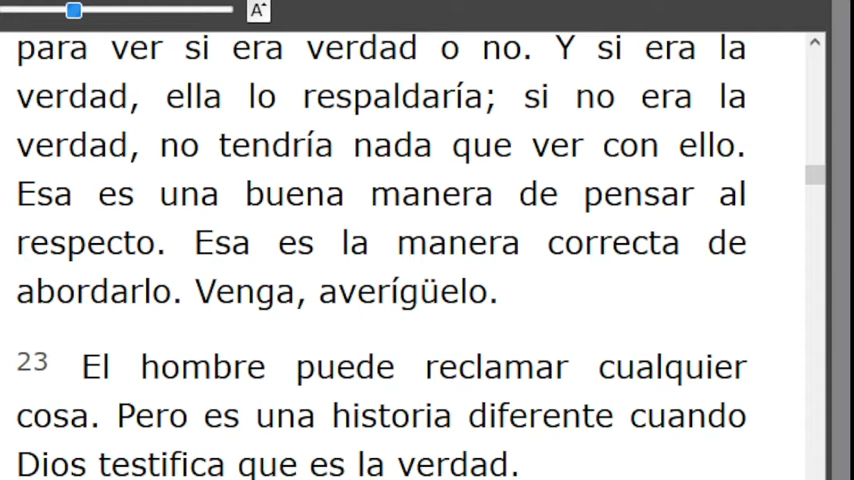 A
para ver si era verdad o no. Y si era la
verdad, ella lo respaldaría; si no era la
verdad, no tendría nada que ver con ello.
Esa es una buena manera de pensar al
respecto. Esa es la manera correcta de
abordarlo. Venga, averígüelo.
23 El hombre puede reclamar cualquier
cosa. Pero es una historia diferente cuando
Dios testifica que es la verdad.